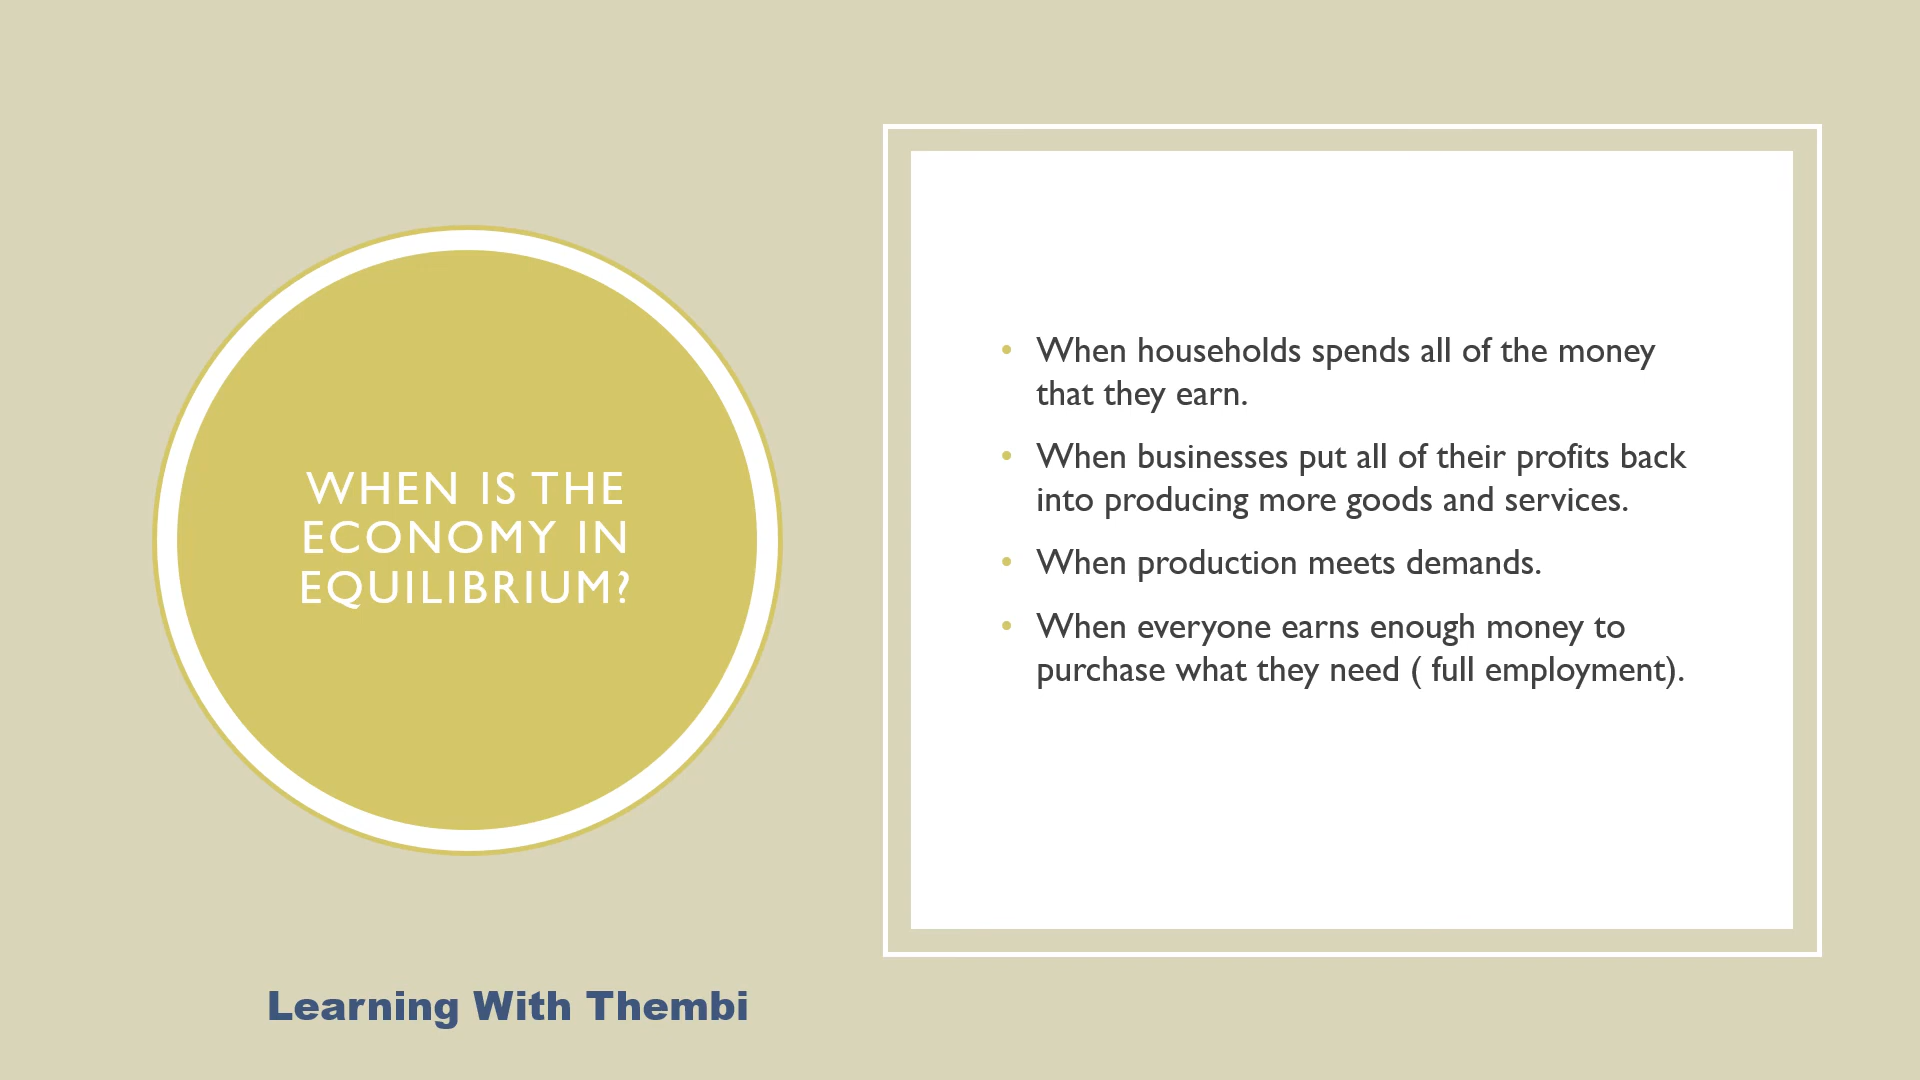 WHEN IS THE
ECONOMY IN
EQUILIBRIUM?
• When households spends all of the money
that they earn.
• When businesses put all of their profits back
into producing more goods and services.
• When production meets demands.
• When everyone earns enough money to
purchase what they need ( full employment).
Learning With Thembi